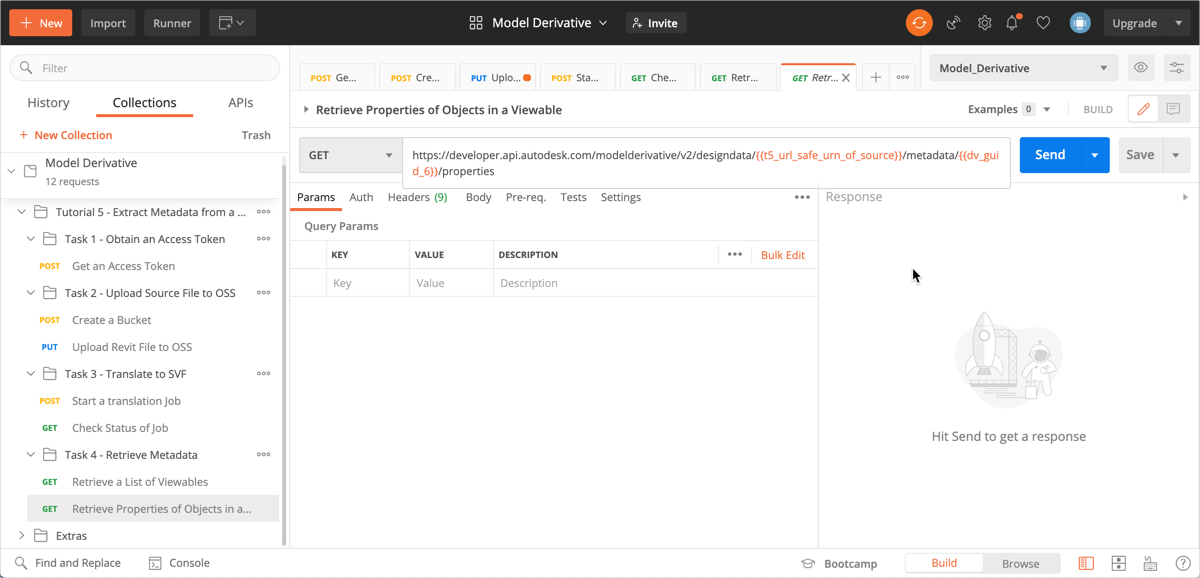 New
Import
Runner
Model Derivative
Invite
Upgrade
Filter
History
Collections
APIs
+ New Collection
Trash
Model Derivative
12 requests
Tutorial 5 - Extract Metadata from a ...
Task 1 - Obtain an Access Token
POST Get an Access Token
Task 2 - Upload Source File to OSS
POST Create a Bucket
PUT Upload Revit File to OSS
Task 3 - Translate to SVF
POST Start a translation Job
GET Check Status of Job
Task 4 - Retrieve Metadata
GET Retrieve a List of Viewables
GET Retrieve Properties of Objects in a...
Extras
POST Ge...
POST Cre...
PUT Uplo...
POST Sta...
GET Che...
GET Retr...
GET Retr...
Model_Derivative
Retrieve Properties of Objects in a Viewable
Examples 0
BUILD
GET
https://developer.api.autodesk.com/modelderivative/v2/designdata/{{t5_url_safe_urn_of_source}}/metadata/{{dv_gui
d_6}}/properties
Send
Save
Params
Auth
Headers (9)
Body
Pre-req.
Tests
Settings
Response
Query Params
KEY
VALUE
DESCRIPTION
Bulk Edit
Key
Value
Description
Hit Send to get a response
Find and Replace
Console
Bootcamp
Build
Browse